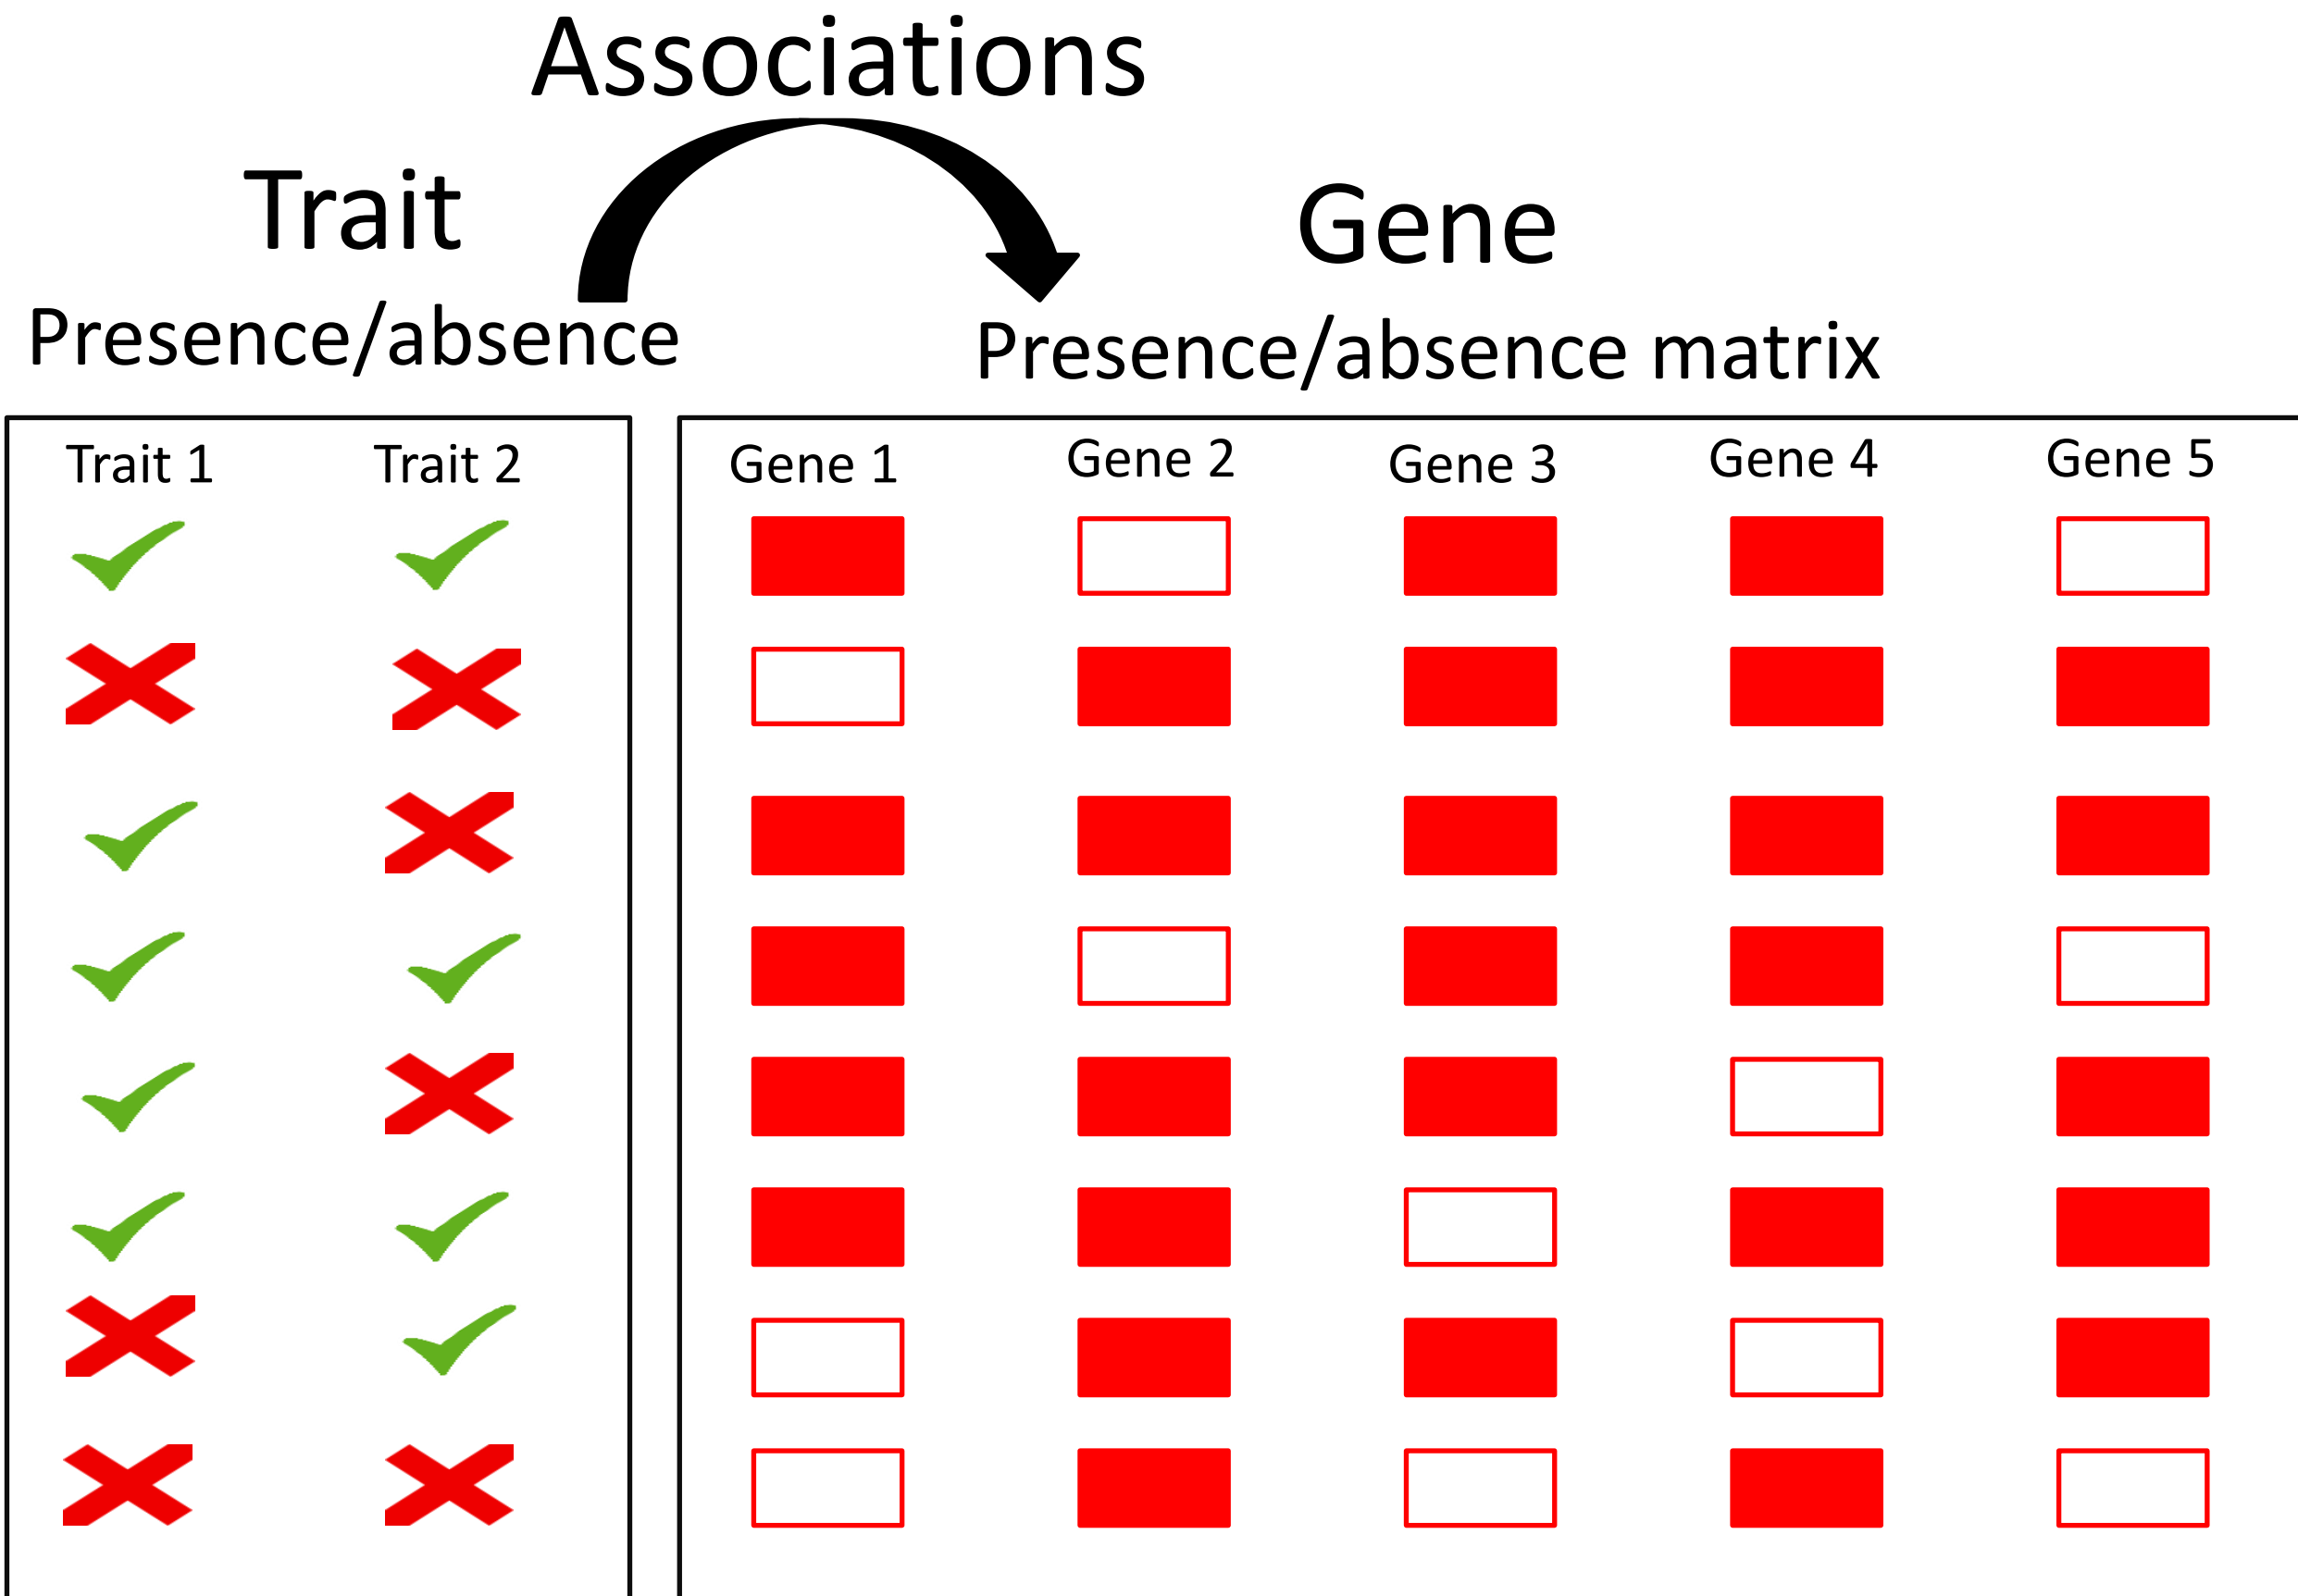 Associations
Trait
Gene
Presence/absence
Presence/absence matrix
Trait 1 Trait 2 Gene 1 Gene 2 Gene 3 Gene 4 Gene 5